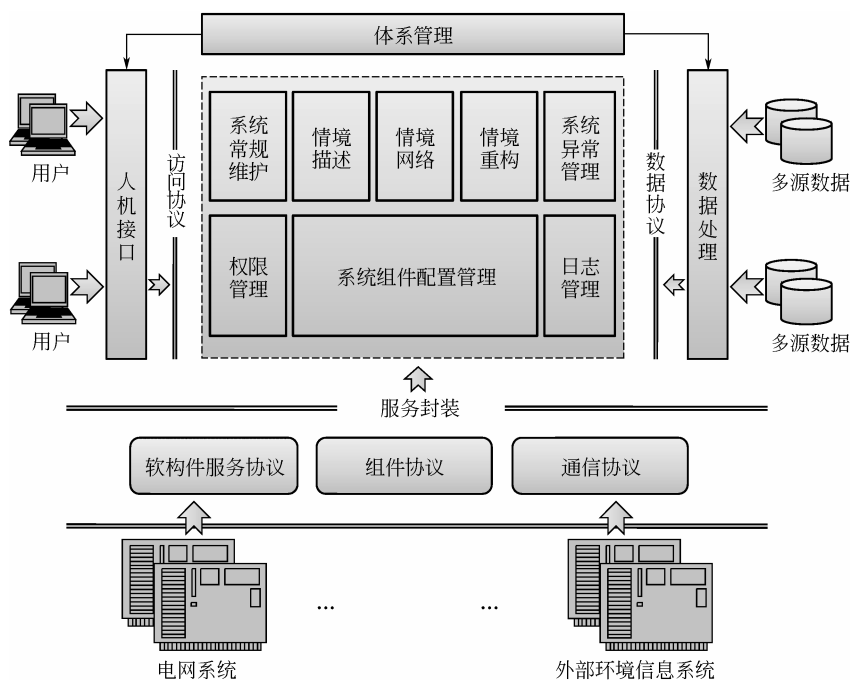 体系管理
用户
人机接口
访问协议
系统
常规
维护
情境
描述
情境
网络
情境
重构
系统
异常
管理
数据协议
数据处理
多源数据
用户
权限
管理
系统组件配置管理
日志
管理
多源数据
服务封装
软构件服务协议
组件协议
通信协议
...
...
电网系统
外部环境信息系统